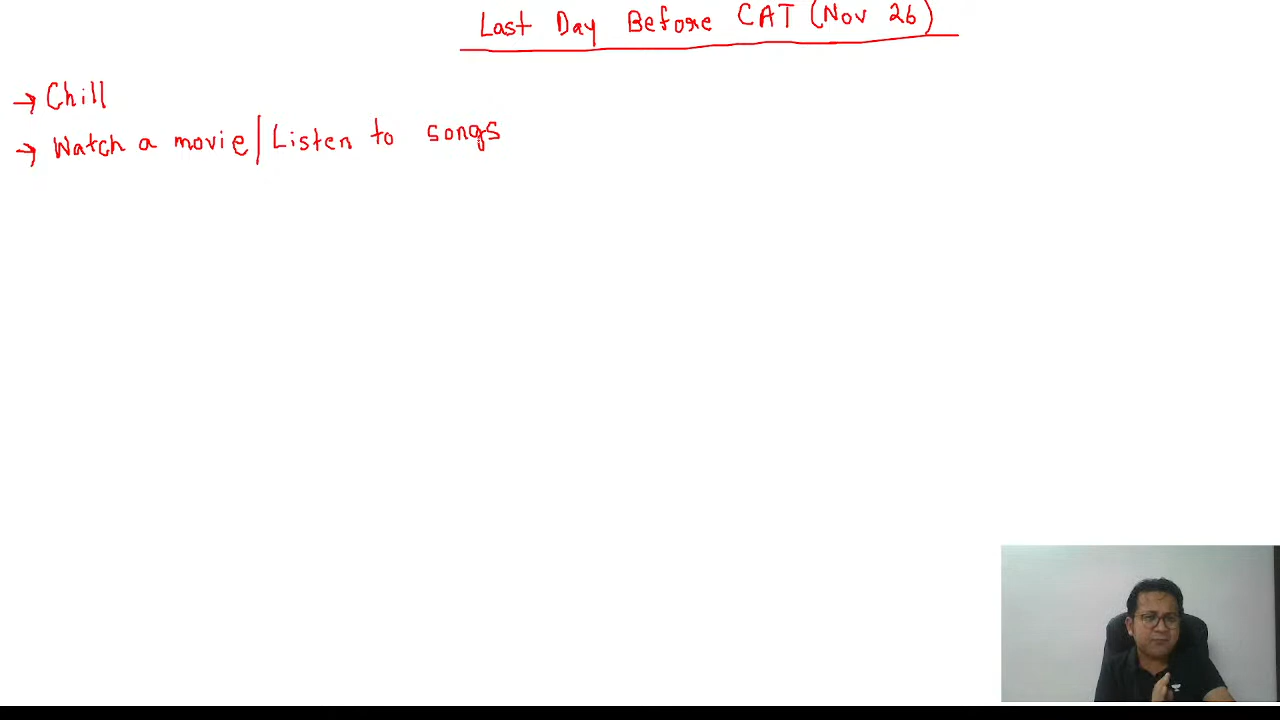 Last Day Before CAT (Nov 26)
→ Chill
→ Watch a movie/Listen to songs